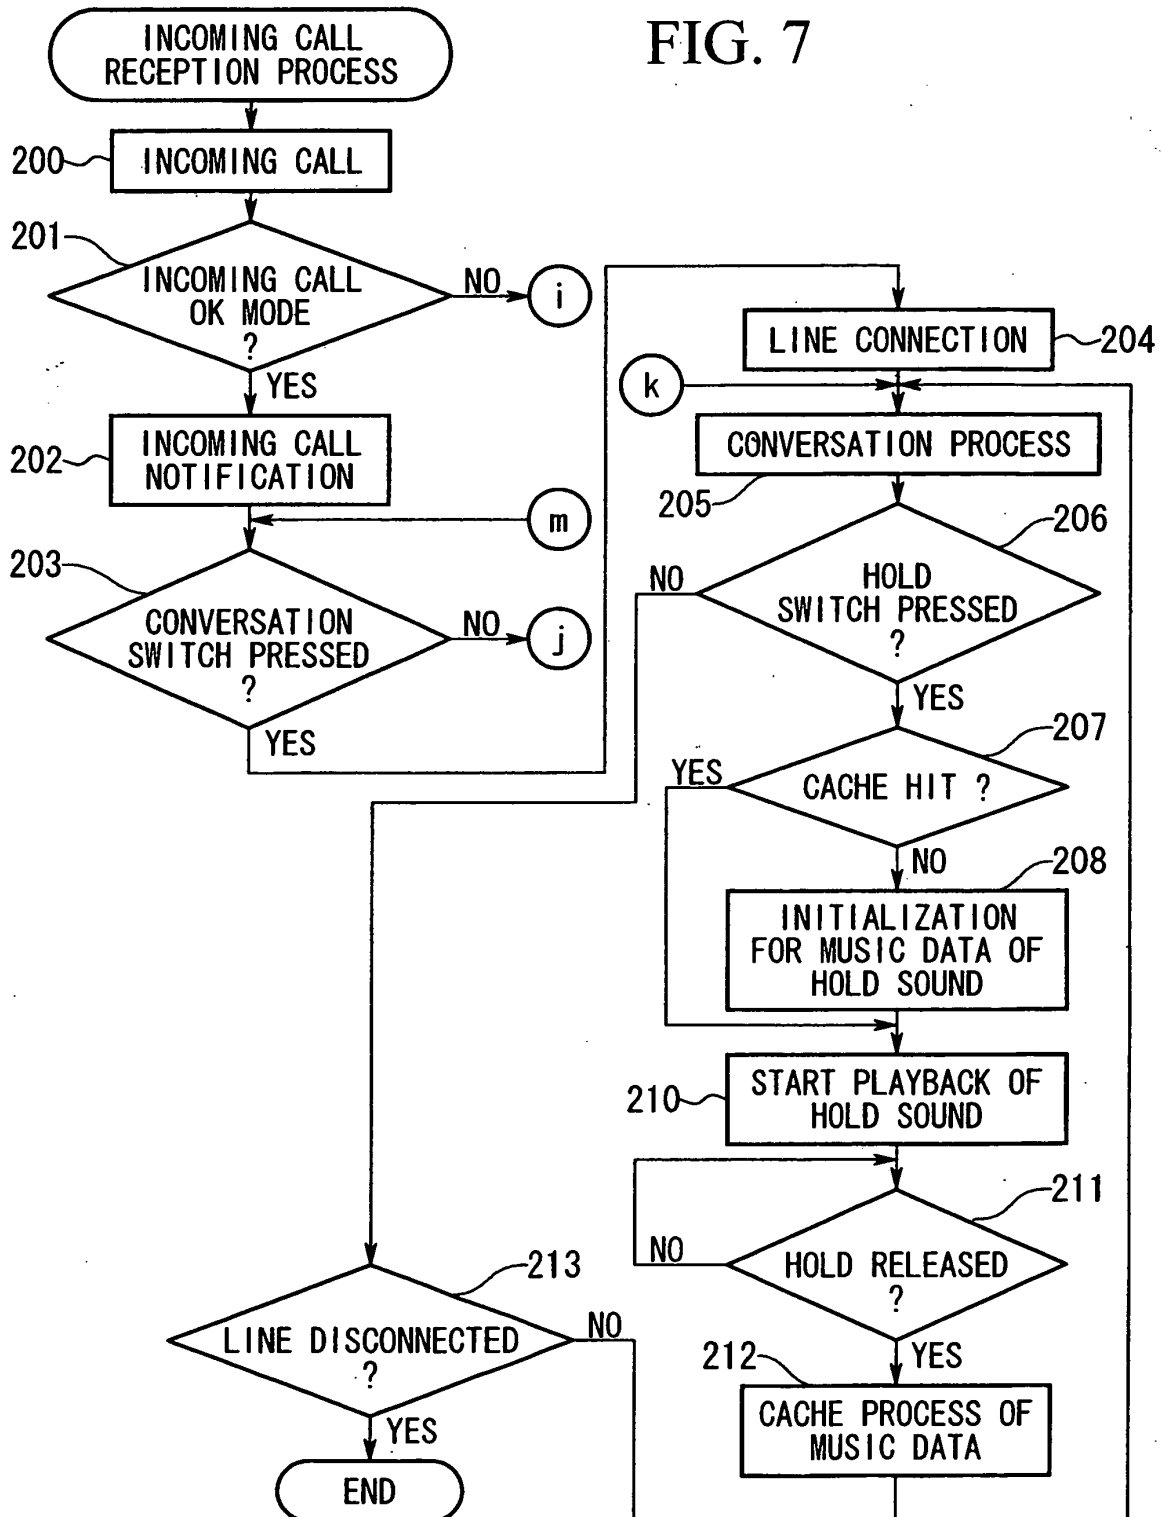 FIG. 7
INCOMING CALL
RECEPTION PROCESS
200
INCOMING CALL
201
INCOMING CALL
OK MODE
?
NO
i
YES
202
INCOMING CALL
NOTIFICATION
m
203
CONVERSATION
SWITCH PRESSED
?
NO
j
YES
LINE CONNECTION
204
k
CONVERSATION PROCESS
205
206
HOLD
SWITCH PRESSED
?
NO
YES
207
CACHE HIT ?
YES
NO
208
INITIALIZATION
FOR MUSIC DATA OF
HOLD SOUND
210
START PLAYBACK OF
HOLD SOUND
211
HOLD RELEASED
?
NO
YES
212
CACHE PROCESS OF
MUSIC DATA
213
LINE DISCONNECTED
?
NO
YES
END